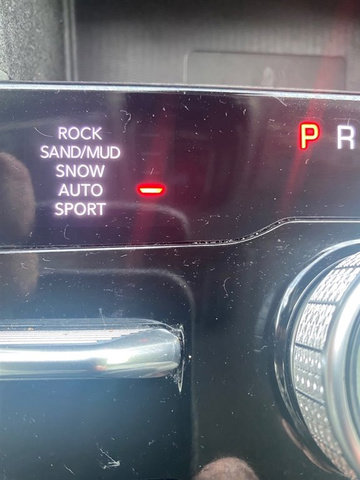 ROCK
SAND/MUD
SNOW
AUTO
SPORT
P R